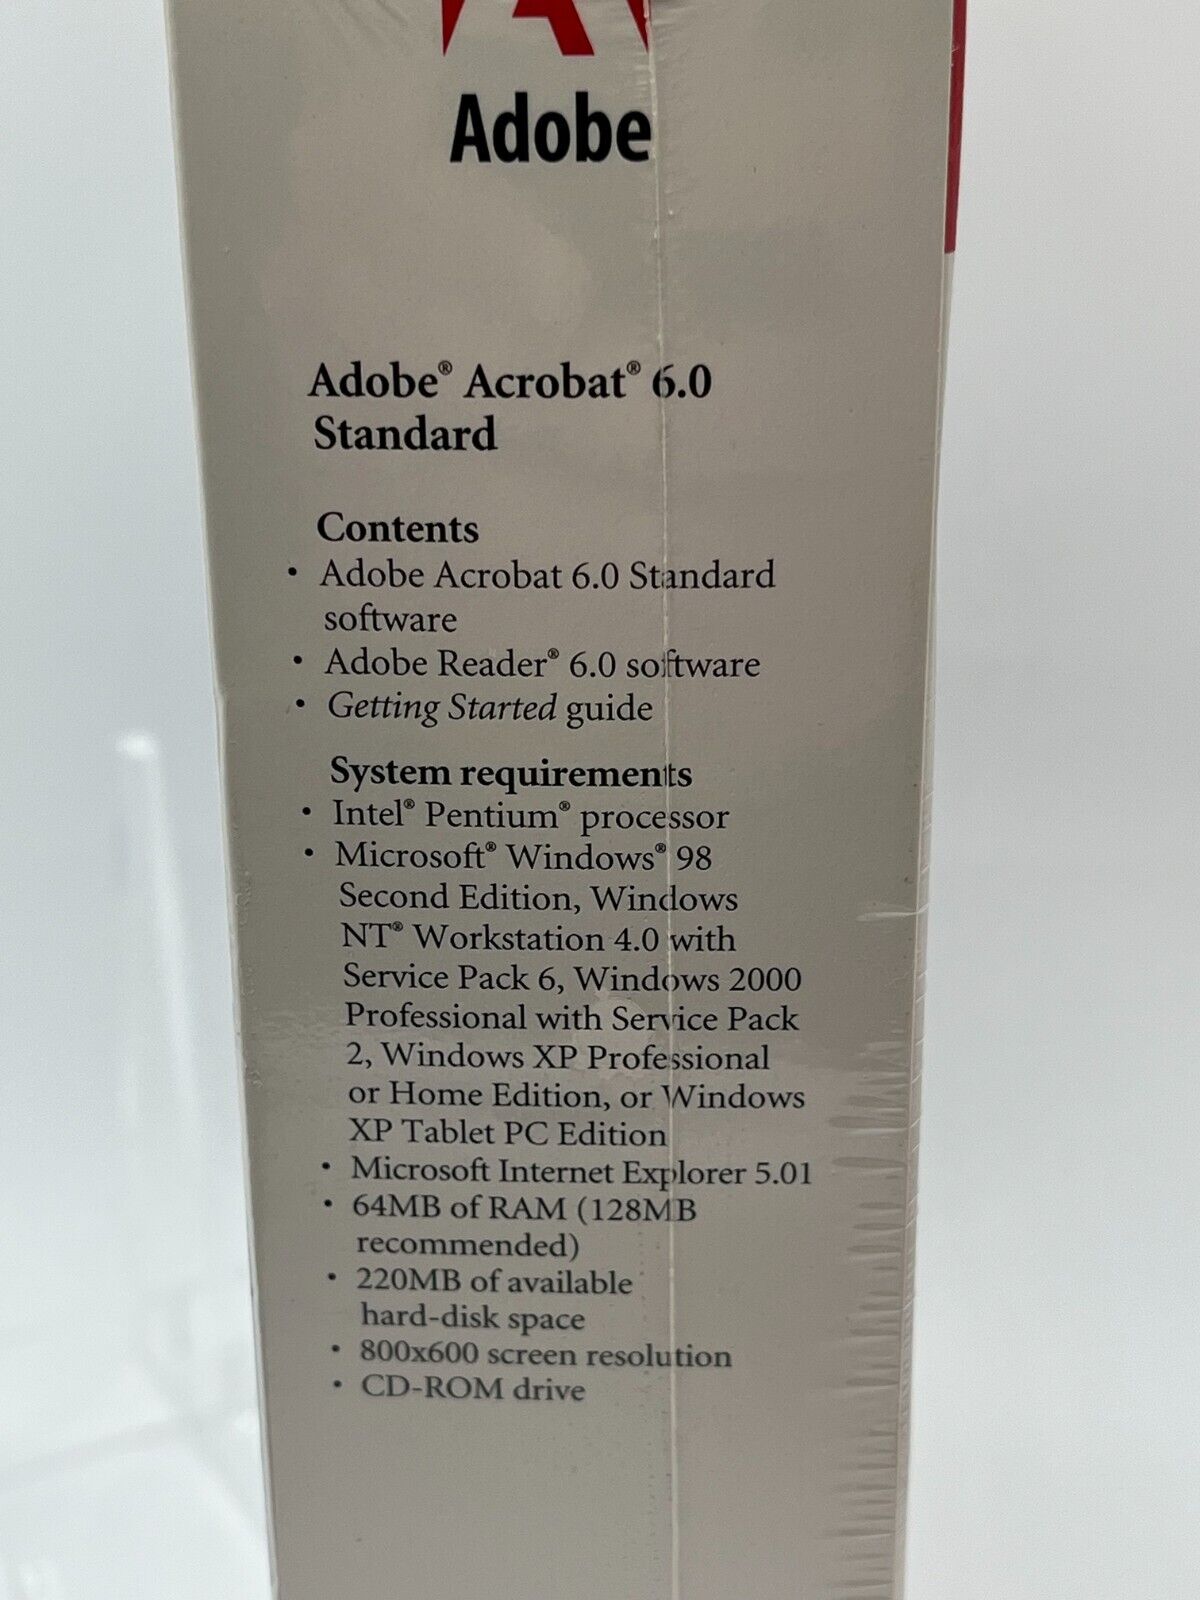 Adobe
Adobe® Acrobat® 6.0
Standard
Contents
• Adobe Acrobat 6.0 Standard
software
• Adobe Reader® 6.0 software
• Getting Started guide
System requirements
• Intel® Pentium® processor
• Microsoft® Windows® 98
Second Edition, Windows
NT® Workstation 4.0 with
Service Pack 6, Windows 2000
Professional with Service Pack
2, Windows XP Professional
or Home Edition, or Windows
XP Tablet PC Edition
• Microsoft Internet Explorer 5.01
• 64MB of RAM (128MB
recommended)
• 220MB of available
hard-disk space
• 800x600 screen resolution
• CD-ROM drive